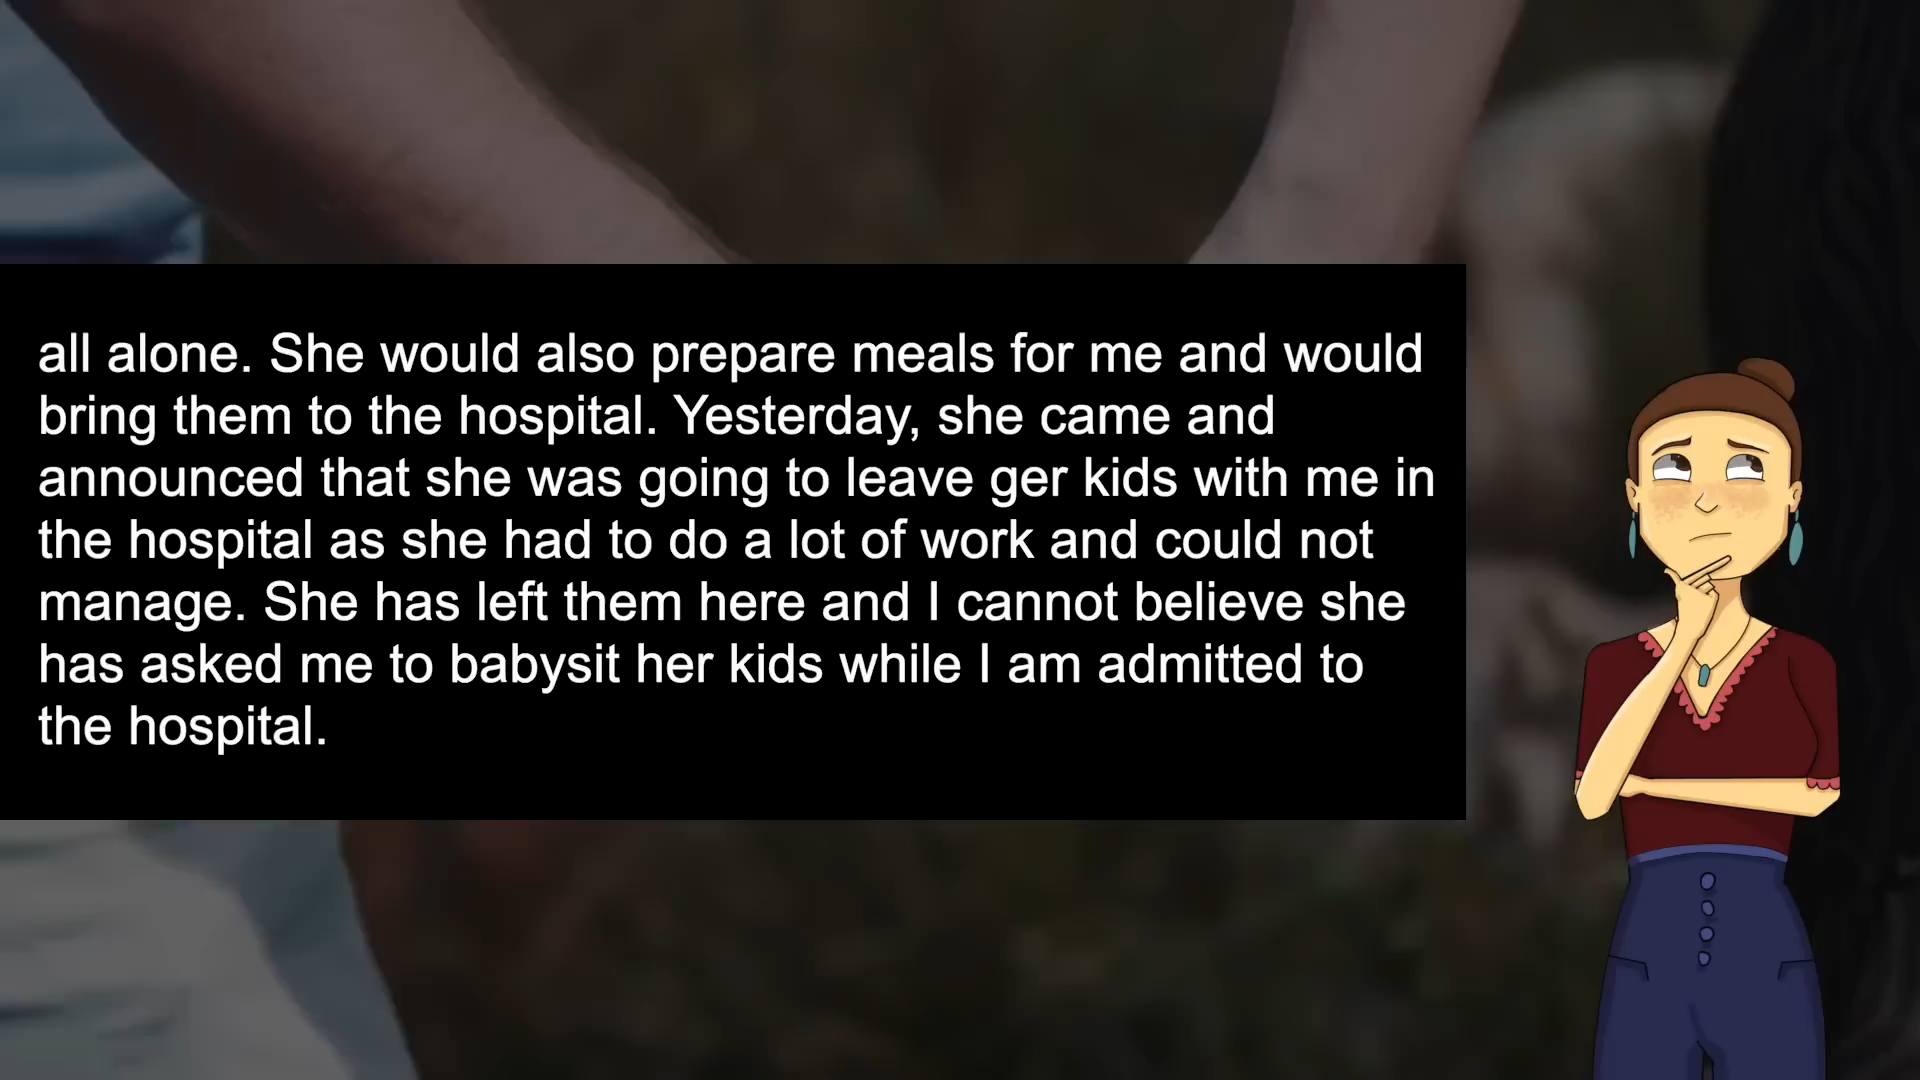 all alone. She would also prepare meals for me and would
bring them to the hospital. Yesterday, she came and
announced that she was going to leave ger kids with me in
the hospital as she had to do a lot of work and could not
manage. She has left them here and I cannot believe she
has asked me to babysit her kids while I am admitted to
the hospital.